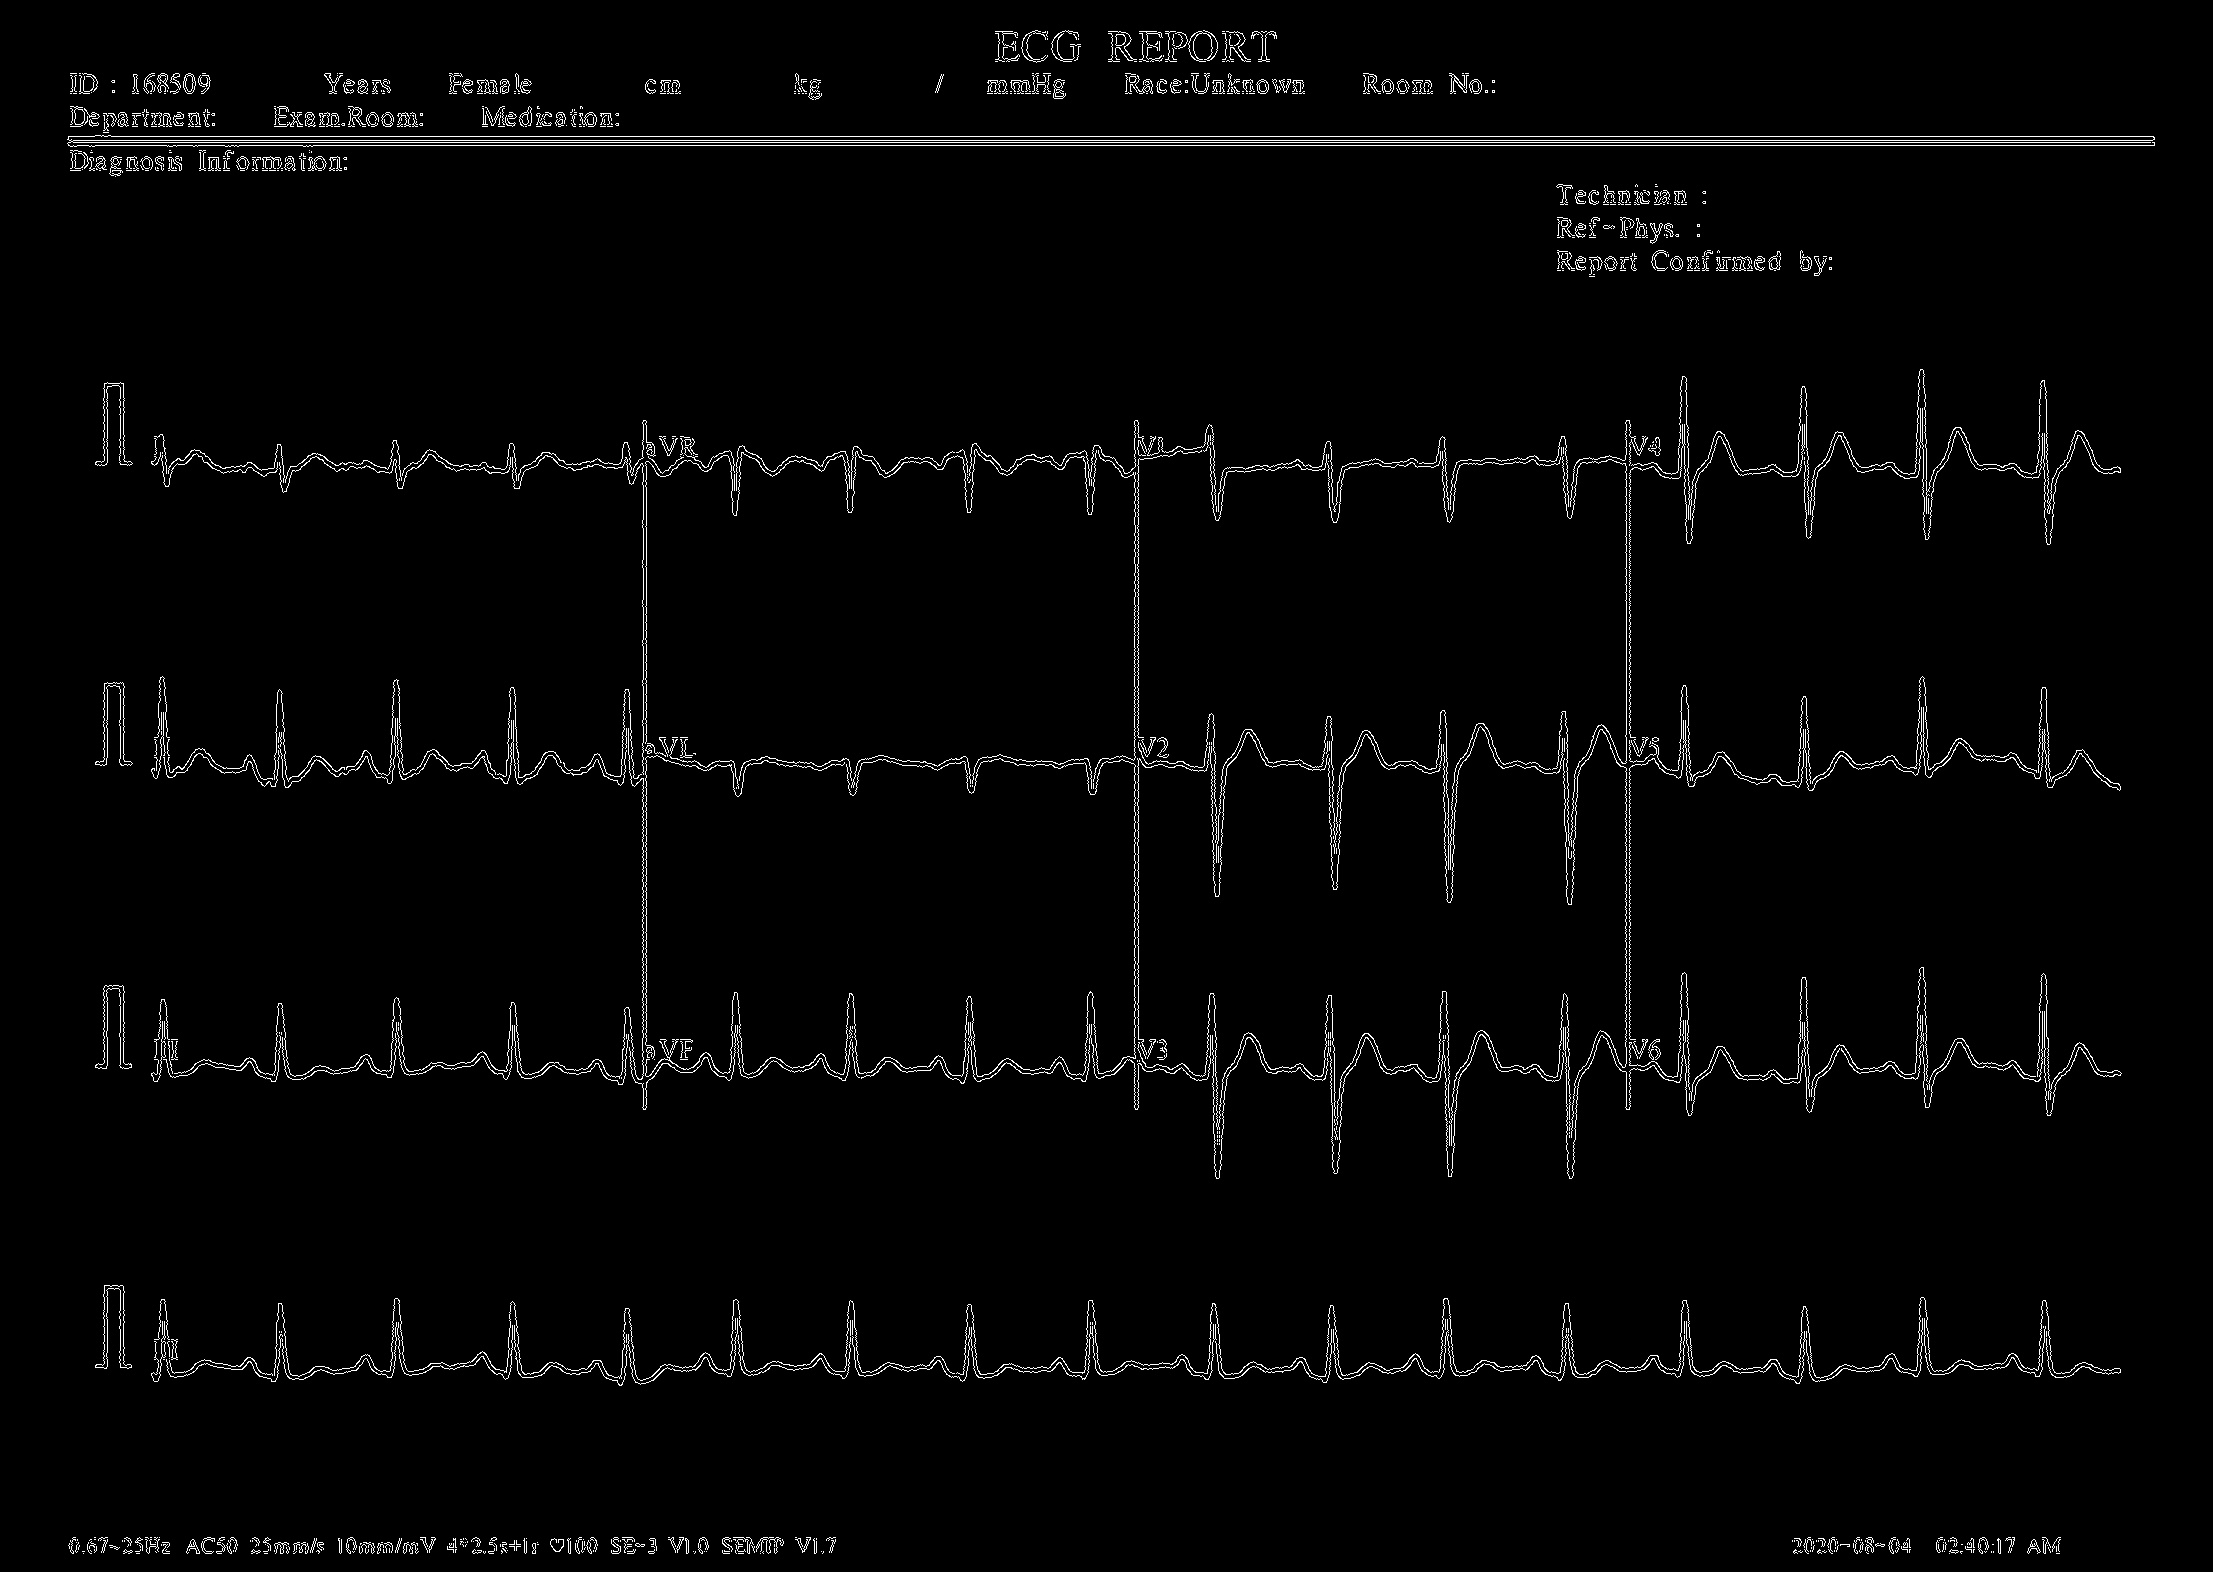 ECG REPORT
ID : 168509 Years Female cm kg / mmHg Race:Unknown Room No.:
Department: Exam.Room: Medication:
Diagnosis Information:
Technician :
Ref-Phys. :
Report Confirmed by:
I aVR V1 V4
II aVL V2 V5
III aVF V3 V6
III
0.67~25Hz AC50 25mm/s 10mm/mV 4*2.5s+1r ♡100 SE-3 V1.0 SEMIP V1.7
2020-08-04 02:40:17 AM